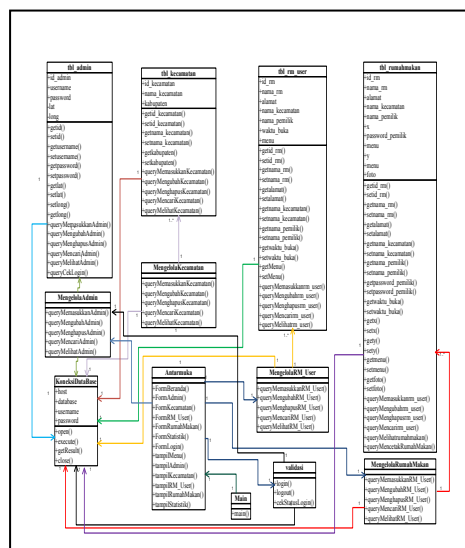 tbl_admin
+id_admin
+username
+password
+lat
+long
+getid()
+setid()
+getusername()
+setusername()
+getpassword()
+setpassword()
+getlat()
+setlat()
+setlong()
+getlong()
+queryMemasukkanAdmin()
+queryMengubahAdmin()
+queryMenghapusAdmin()
+queryMencariAdmin()
+queryMelihatAdmin()
+queryCekLogin()
tbl_kecamatan
+id_kecamatan
+nama_kecamatan
+kabupaten
+getid_kecamatan()
+setid_kecamatan()
+getnama_kecamatan()
+setnama_kecamatan()
+getkabupaten()
+setkabupaten()
+queryMemasukkanKecamatan()
+queryMengubahKecamatan()
+queryMenghapusKecamatan()
+queryMencariKecamatan()
+queryMelihatKecamatan()
tbl_rm_user
+id_rm
+nama_rm
+alamat
+nama_kecamatan
+nama_pemilik
+waktu_buka
+menu
+getid_rm()
+setid_rm()
+getnama_rm()
+setnama_rm()
+getalamat()
+setalamat()
+getnama_kecamatan()
+setnama_kecamatan()
+getnama_pemilik()
+setnama_pemilik()
+getwaktu_buka()
+setwaktu_buka()
+getMenu()
+setMenu()
+queryMemasukkanrm_user()
+queryMengubahrm_user()
+queryMenghapusrm_user()
+queryMencarirm_user()
+queryMelihatrm_user()
tbl_rumahmakan
+id_rm
+nama_rm
+alamat
+nama_kecamatan
+nama_pemilik
+x
+password_pemilik
+menu
+y
+menu
+foto
+getid_rm()
+setid_rm()
+getnama_rm()
+setnama_rm()
+getalamat()
+setalamat()
+getnama_kecamatan()
+setnama_kecamatan()
+getnama_pemilik()
+setnama_pemilik()
+getpassword_pemilik()
+setpassword_pemilik()
+getwaktu_buka()
+setwaktu_buka()
+getx()
+setx()
+gety()
+sety()
+getmenu()
+setmenu()
+getfoto()
+setfoto()
+queryMemasukkanrm_user()
+queryMengubahrm_user()
+queryMenghapusrm_user()
+queryMencarirm_user()
+queryMelihatrumahmakan()
+queryMencetakRumahMakan()
MengelolaAdmin
+queryMemasukkanAdmin()
+queryMengubahAdmin()
+queryMenghapusAdmin()
+queryMencariAdmin()
+queryMelihatAdmin()
MengelolaKecamatan
+queryMemasukkanKecamatan()
+queryMengubahKecamatan()
+queryMenghapusKecamatan()
+queryMencariKecamatan()
+queryMelihatKecamatan()
KoneksiDataBase
+host
+database
+username
+password
+open()
+execute()
+getResult()
+close()
Antarmuka
+FormBeranda()
+FormAdmin()
+FormKecamatan()
+FormRM_User()
+FormRumahMakan()
+FormStatistik()
+FormLogin()
+tampilMenu()
+tampilAdmin()
+tampilKecamatan()
+tampilRM_User()
+tampilRumahMakan()
+tampilStatistik()
MengelolaRM_User
+queryMemasukkanRM_User()
+queryMengubahRM_User()
+queryMenghapusRM_User()
+queryMencariRM_User()
+queryMelihatRM_User()
validasi
+login()
+logout()
+cekStatusLogin()
Main
+main()
MengelolaRumahMakan
+queryMemasukkanRM_User()
+queryMengubahRM_User()
+queryMenghapusRM_User()
+queryMencariRM_User()
+queryMelihatRM_User()